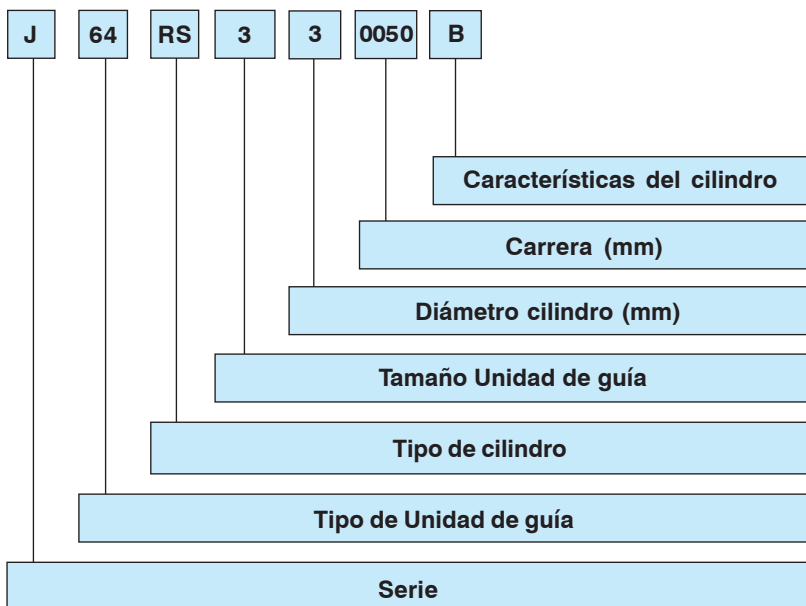 J 64 RS 3 3 0050 B
Características del cilindro
Carrera (mm)
Diámetro cilindro (mm)
Tamaño Unidad de guía
Tipo de cilindro
Tipo de Unidad de guía
Serie